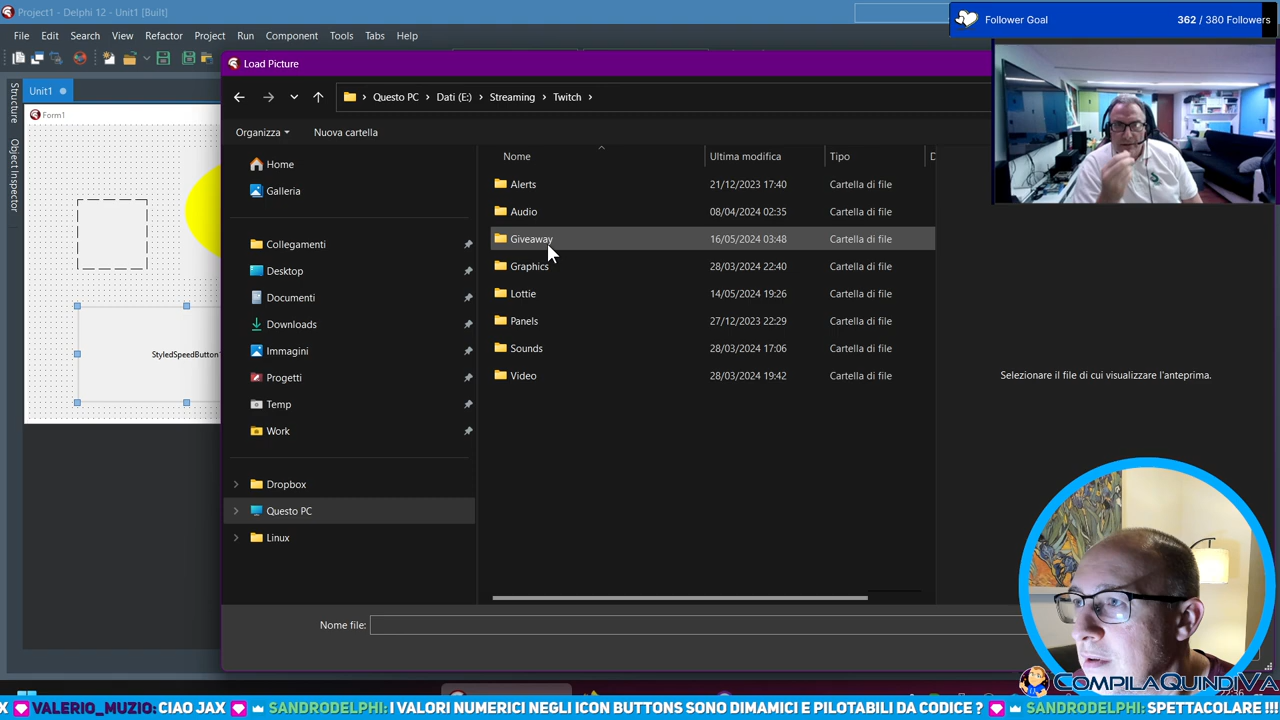 Project1 - Delphi 12 - Unit1 [Built]
Follower Goal
362 / 380 Followers
File Edit Search View Refactor Project Run Component Tools Tabs Help
Load Picture
Unit1
Structure
Object Inspector
Form1
StyledSpeedButton
Questo PC > Dati (E:) > Streaming > Twitch >
Organizza
Nuova cartella
Home
Galleria
Collegamenti
Desktop
Documenti
Downloads
Immagini
Progetti
Temp
Work
Dropbox
Questo PC
Linux
Nome Ultima modifica Tipo D
Alerts 21/12/2023 17:40 Cartella di file
Audio 08/04/2024 02:35 Cartella di file
Giveaway 16/05/2024 03:48 Cartella di file
Graphics 28/03/2024 22:40 Cartella di file
Lottie 14/05/2024 19:26 Cartella di file
Panels 27/12/2023 22:29 Cartella di file
Sounds 28/03/2024 17:06 Cartella di file
Video 28/03/2024 19:42 Cartella di file
Selezionare il file di cui visualizzare l'anteprima.
Nome file:
COMPILAQUINDIVA
X VALERIO_MUZIO: CIAO JAX SANDRODELPHI: I VALORI NUMERICI NEGLI ICON BUTTONS SONO DIMAMICI E PILOTABILI DA CODICE ? SANDRODELPHI: SPETTACOLARE !!!